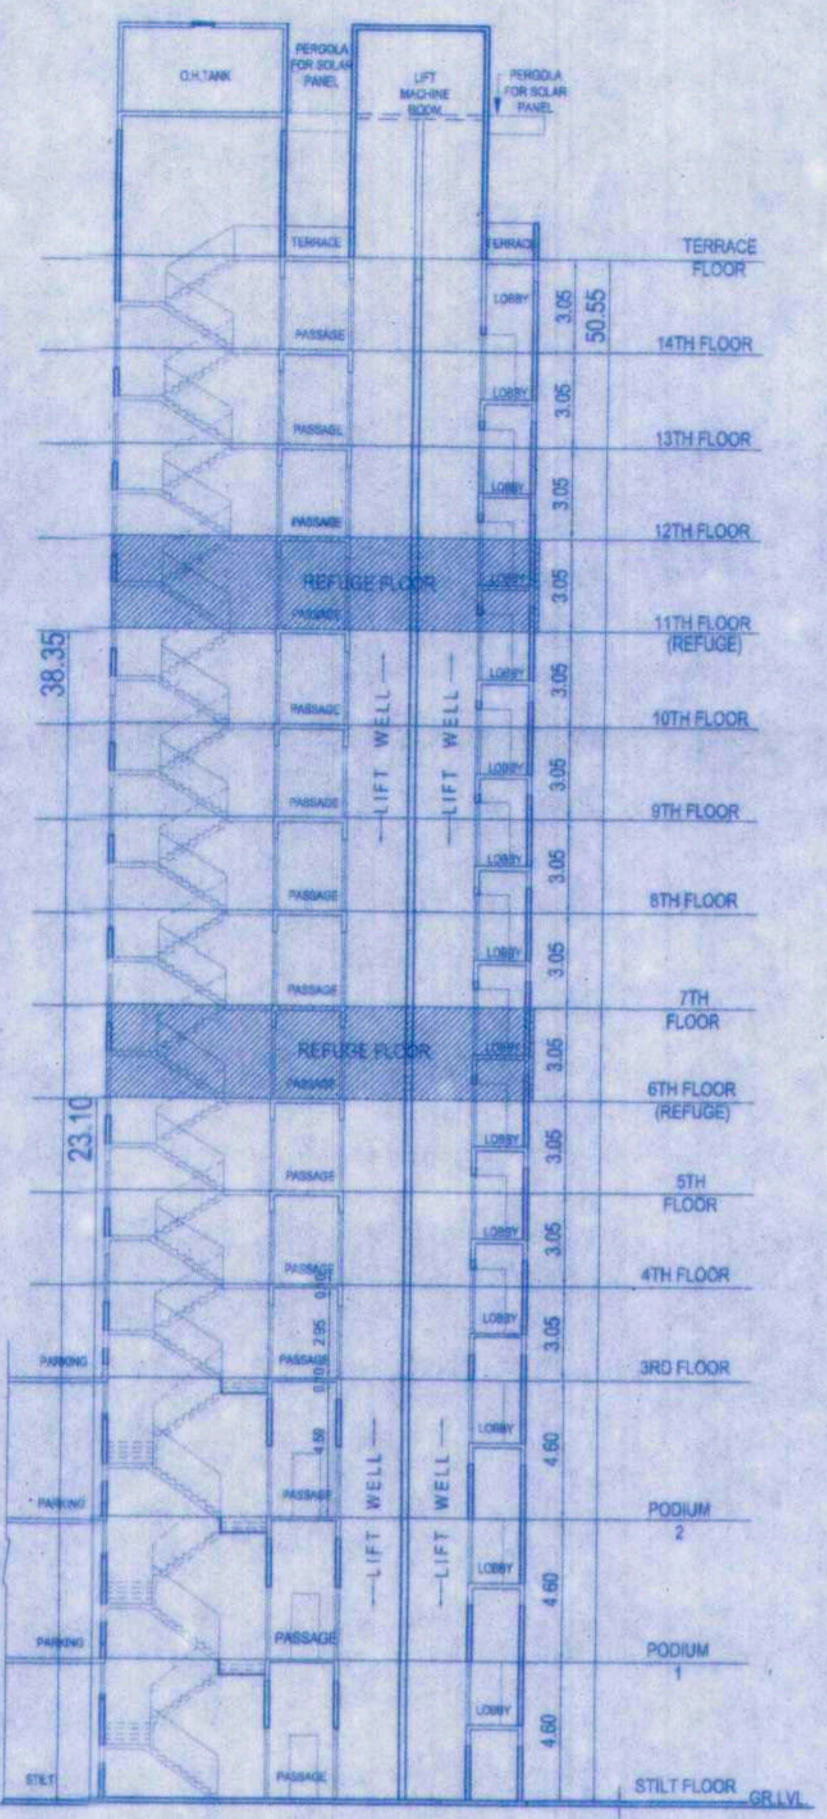 O.H.TANK
PERGOLA
FOR SOLAR
PANEL
LIFT
MACHINE
ROOM
PERGOLA
FOR SOLAR
PANEL
TERRACE
TERRACE
TERRACE
FLOOR
LOBBY
3.05
50.55
PASSAGE
14TH FLOOR
LOBBY
3.05
PASSAGE
13TH FLOOR
LOBBY
3.05
PASSAGE
12TH FLOOR
REFUGE FLOOR
LOBBY
3.05
PASSAGE
11TH FLOOR
(REFUGE)
38.35
LOBBY
3.05
PASSAGE
10TH FLOOR
LIFT WELL
LIFT WELL
LOBBY
3.05
PASSAGE
9TH FLOOR
LOBBY
3.05
PASSAGE
8TH FLOOR
LOBBY
3.05
PASSAGE
7TH
FLOOR
REFUGE FLOOR
LOBBY
3.05
PASSAGE
6TH FLOOR
(REFUGE)
23.10
LOBBY
3.05
PASSAGE
5TH
FLOOR
LOBBY
3.05
PASSAGE
4TH FLOOR
LOBBY
3.05
2.95
PARKING
PASSAGE
3RD FLOOR
LOBBY
4.60
4.50
PARKING
PASSAGE
PODIUM
2
LIFT WELL
LIFT WELL
LOBBY
4.60
PARKING
PASSAGE
PODIUM
1
LOBBY
4.60
STILT
PASSAGE
STILT FLOOR
GR.LVL.